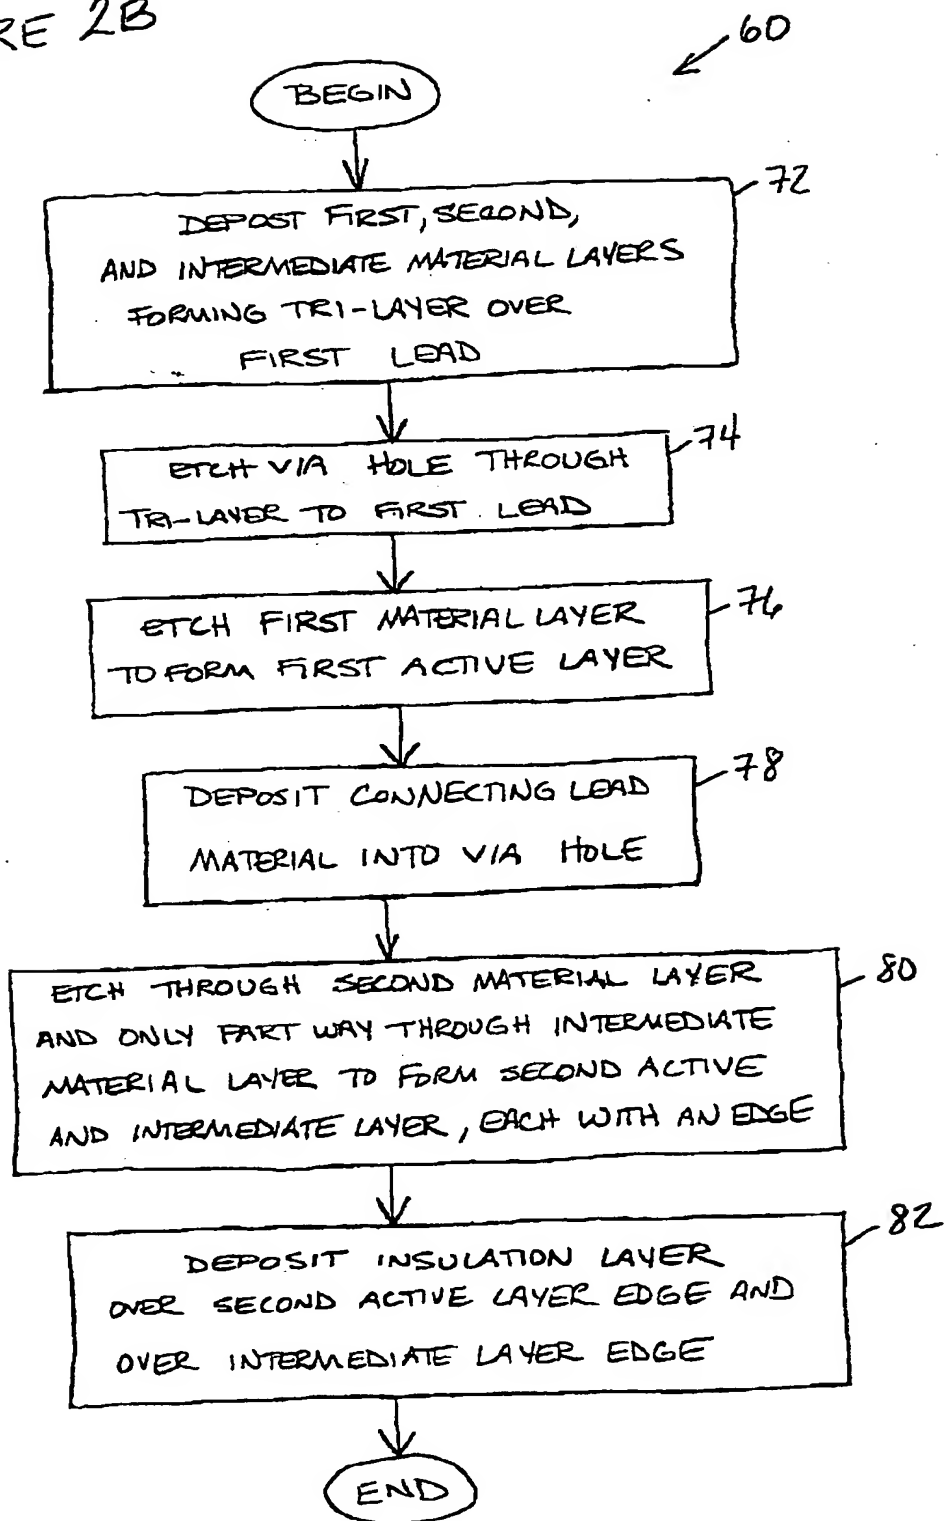 RE 2B
60
BEGIN
72
DEPOST FIRST, SECOND,
AND INTERMEDIATE MATERIAL LAYERS
FORMING TRI-LAYER OVER
FIRST LEAD
74
ETCH VIA HOLE THROUGH
TRI-LAYER TO FIRST LEAD
76
ETCH FIRST MATERIAL LAYER
TO FORM FIRST ACTIVE LAYER
78
DEPOSIT CONNECTING LEAD
MATERIAL INTO VIA HOLE
80
ETCH THROUGH SECOND MATERIAL LAYER
AND ONLY PART WAY THROUGH INTERMEDIATE
MATERIAL LAYER TO FORM SECOND ACTIVE
AND INTERMEDIATE LAYER, EACH WITH AN EDGE
82
DEPOSIT INSULATION LAYER
OVER SECOND ACTIVE LAYER EDGE AND
OVER INTERMEDIATE LAYER EDGE
END